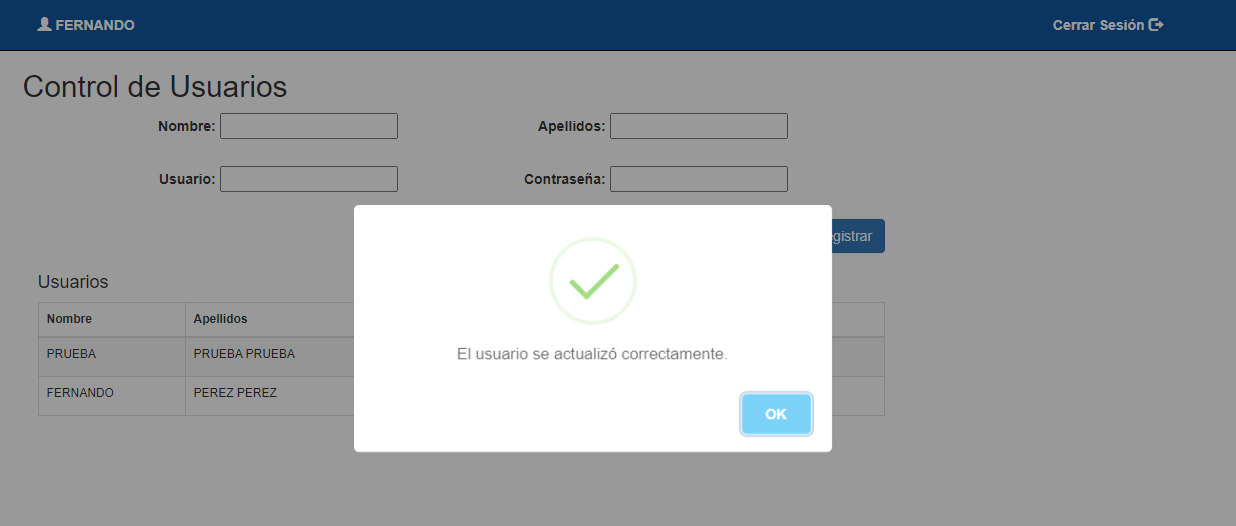 FERNANDO Cerrar Sesión
Control de Usuarios
Nombre: Apellidos:
Usuario: Contraseña:
egistrar
Usuarios
Nombre Apellidos
PRUEBA PRUEBA PRUEBA
FERNANDO PEREZ PEREZ
El usuario se actualizó correctamente.
OK